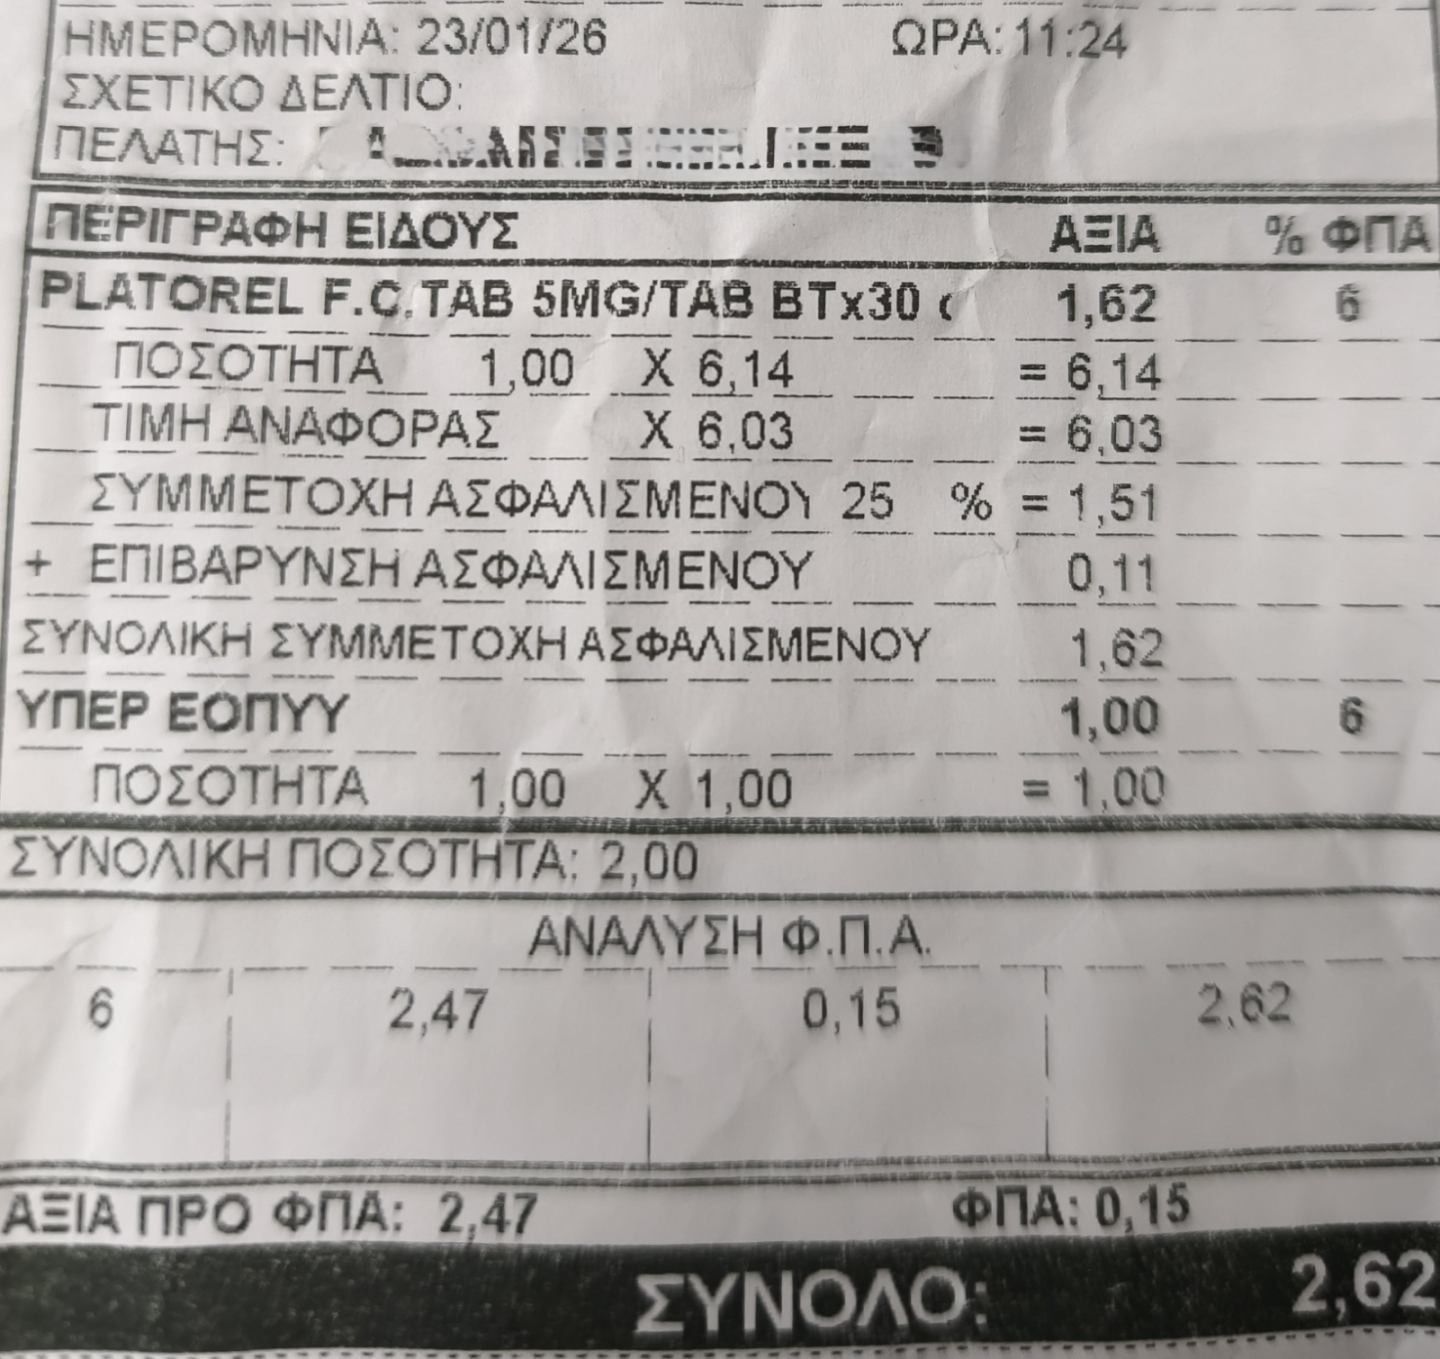 ΗΜΕΡΟΜΗΝΙΑ: 23/01/26 ΩΡΑ: 11:24
ΣΧΕΤΙΚΟ ΔΕΛΤΙΟ:
ΠΕΛΑΤΗΣ:
ΠΕΡΙΓΡΑΦΗ ΕΙΔΟΥΣ ΑΞΙΑ % ΦΠΑ
PLATOREL F.C.TAB 5MG/TAB BTx30 1,62 6
ΠΟΣΟΤΗΤΑ 1,00 X 6,14 = 6,14
ΤΙΜΗ ΑΝΑΦΟΡΑΣ X 6,03 = 6,03
ΣΥΜΜΕΤΟΧΗ ΑΣΦΑΛΙΣΜΕΝΟΥ 25 % = 1,51
+ ΕΠΙΒΑΡΥΝΣΗ ΑΣΦΑΛΙΣΜΕΝΟΥ 0,11
ΣΥΝΟΛΙΚΗ ΣΥΜΜΕΤΟΧΗ ΑΣΦΑΛΙΣΜΕΝΟΥ 1,62
ΥΠΕΡ ΕΟΠΥΥ 1,00 6
ΠΟΣΟΤΗΤΑ 1,00 X 1,00 = 1,00
ΣΥΝΟΛΙΚΗ ΠΟΣΟΤΗΤΑ: 2,00
ΑΝΑΛΥΣΗ Φ.Π.Α.
6 2,47 0,15 2,62
ΑΞΙΑ ΠΡΟ ΦΠΑ: 2,47 ΦΠΑ: 0,15
ΣΥΝΟΛΟ: 2,62